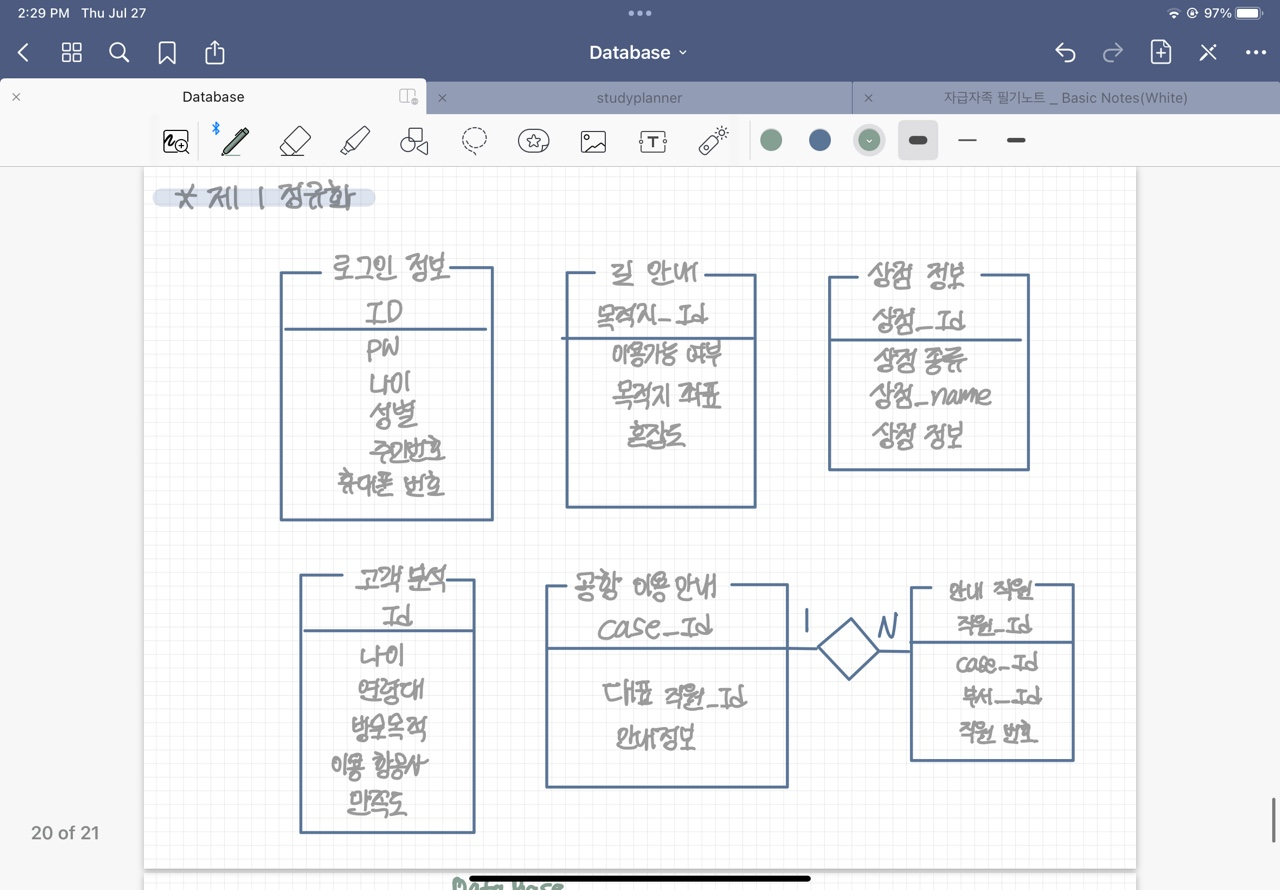 2:29 PM Thu Jul 27
97%
Database
Database
studyplanner
자급자족 필기노트 _ Basic Notes(White)
* 제 1 정규화
로그인 정보
ID
PW
나이
성별
주민번호
휴대폰 번호
길 안내
목적지_Id
이용가능 여부
목적지 좌표
혼잡도
상점 정보
상점_Id
상점 종류
상점_name
상점 정보
고객 분석
Id
나이
연령대
방문목적
이용 항공사
만족도
공항 이용 안내
case_Id
대표 직원_Id
안내정보
1
N
안내 직원
직원_Id
case_Id
부서_Id
직원 번호
20 of 21
Database